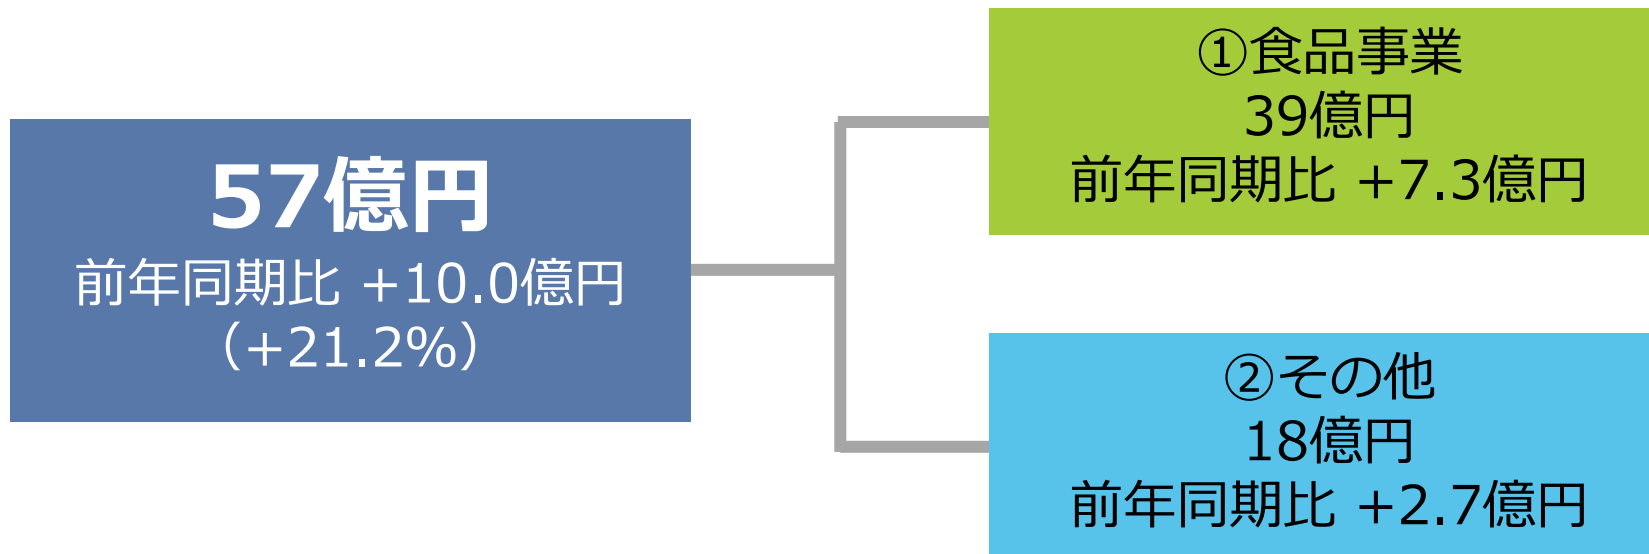 57億円
前年同期比 +10.0億円
（+21.2%）
①食品事業
39億円
前年同期比 +7.3億円
②その他
18億円
前年同期比 +2.7億円